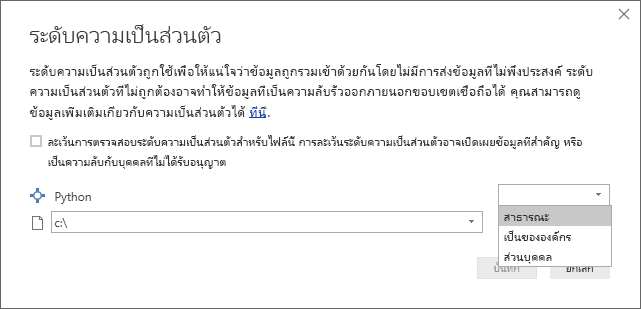 ระดับความเป็นส่วนตัว
ระดับความเป็นส่วนตัวถูกใช้เพื่อให้แน่ใจว่าข้อมูลถูกรวมเข้าด้วยกันโดยไม่มีการส่งข้อมูลที่ไม่พึงประสงค์ ระดับ
ความเป็นส่วนตัวที่ไม่ถูกต้องอาจทำให้ข้อมูลที่เป็นความลับรั่วออกภายนอกขอบเขตเชื่อถือได้ คุณสามารถดู
ข้อมูลเพิ่มเติมเกี่ยวกับความเป็นส่วนตัวได้ ที่นี่.
ละเว้นการตรวจสอบระดับความเป็นส่วนตัวสำหรับไฟล์นี้ การละเว้นระดับความเป็นส่วนตัวอาจเปิดเผยข้อมูลที่สำคัญ หรือ
เป็นความลับกับบุคคลที่ไม่ได้รับอนุญาต
Python
c:\
สาธารณะ
เป็นขององค์กร
ส่วนบุคคล
บันทึก ยกเลิก